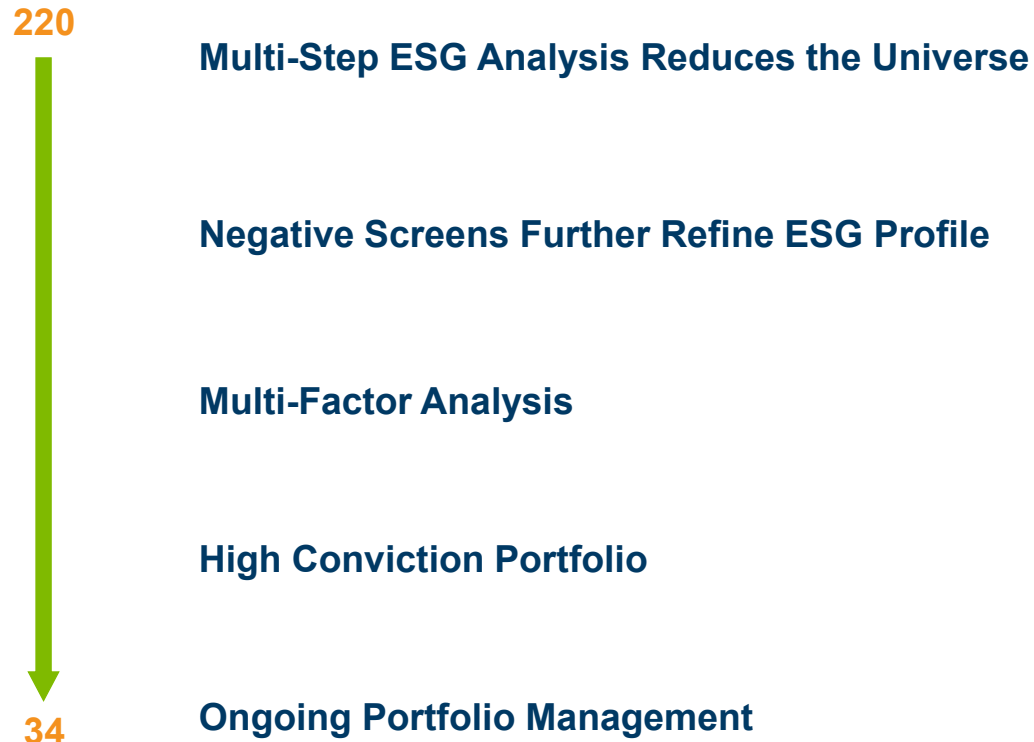 220
Multi-Step ESG Analysis Reduces the Universe
Negative Screens Further Refine ESG Profile
Multi-Factor Analysis
High Conviction Portfolio
Ongoing Portfolio Management
34